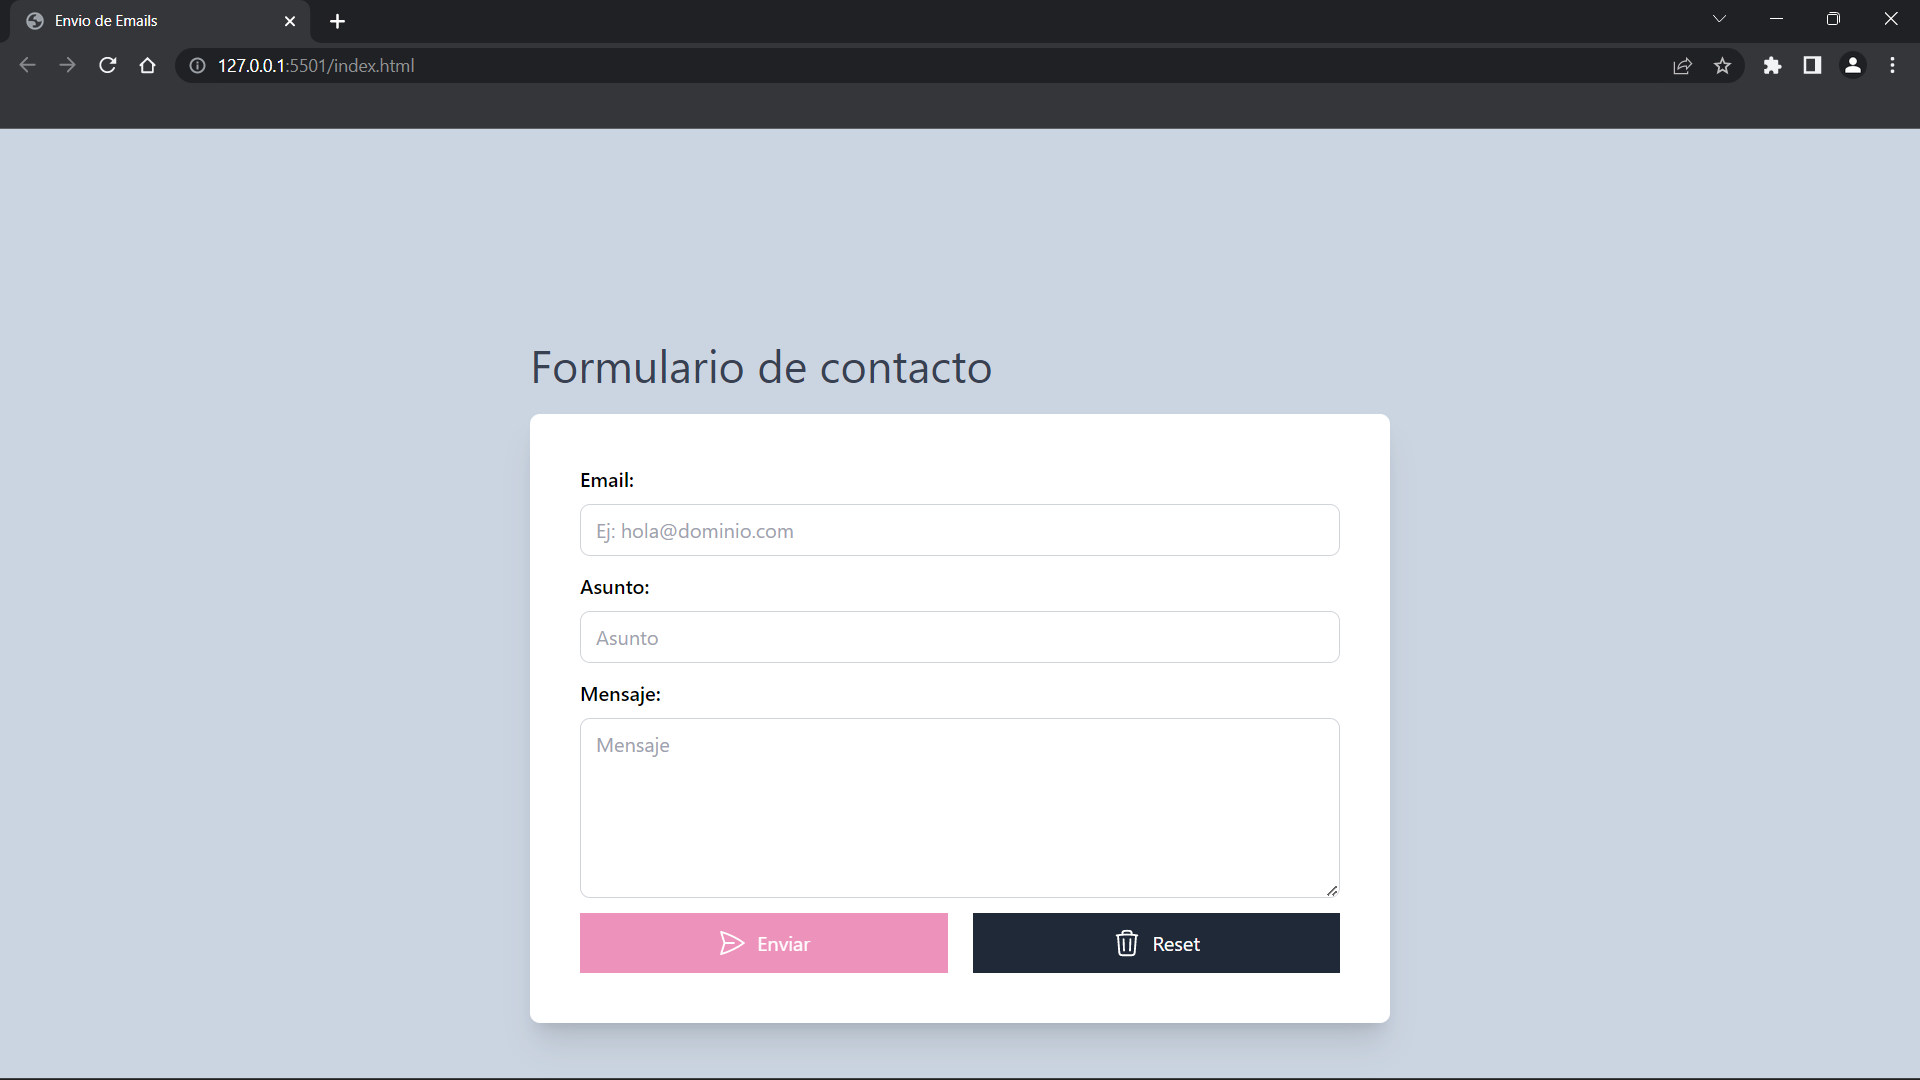 Envio de Emails
127.0.0.1:5501/index.html
Formulario de contacto
Email:
Ej: hola@dominio.com
Asunto:
Asunto
Mensaje:
Mensaje
Enviar
Reset